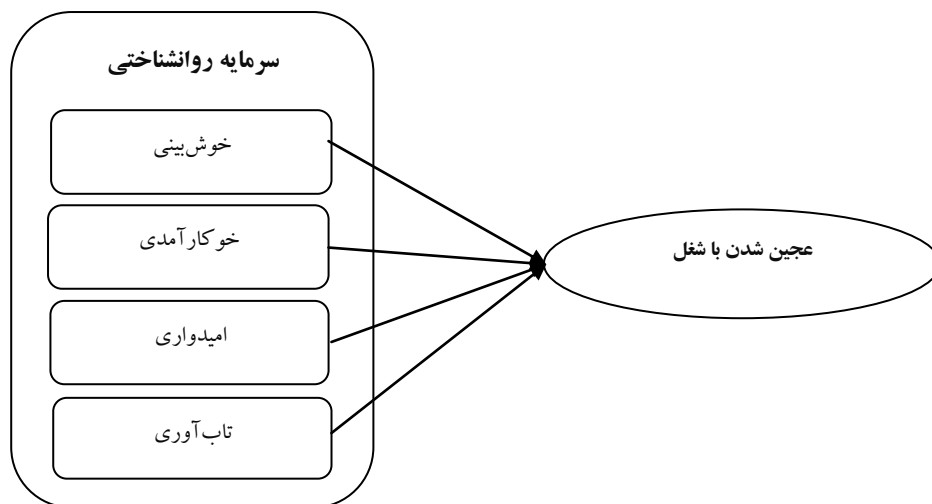 سرمایه روانشناختی
خوش‌بینی
خوکارآمدی
امیدواری
تاب‌آوری
عجین شدن با شغل